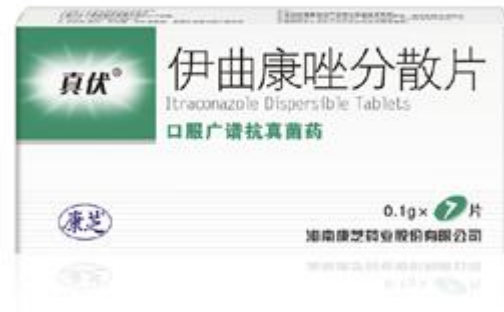 真伏®
伊曲康唑分散片
Itraconazole Dispersible Tablets
口服广谱抗真菌药
康芝
0.1g×7片
海南康芝药业股份有限公司